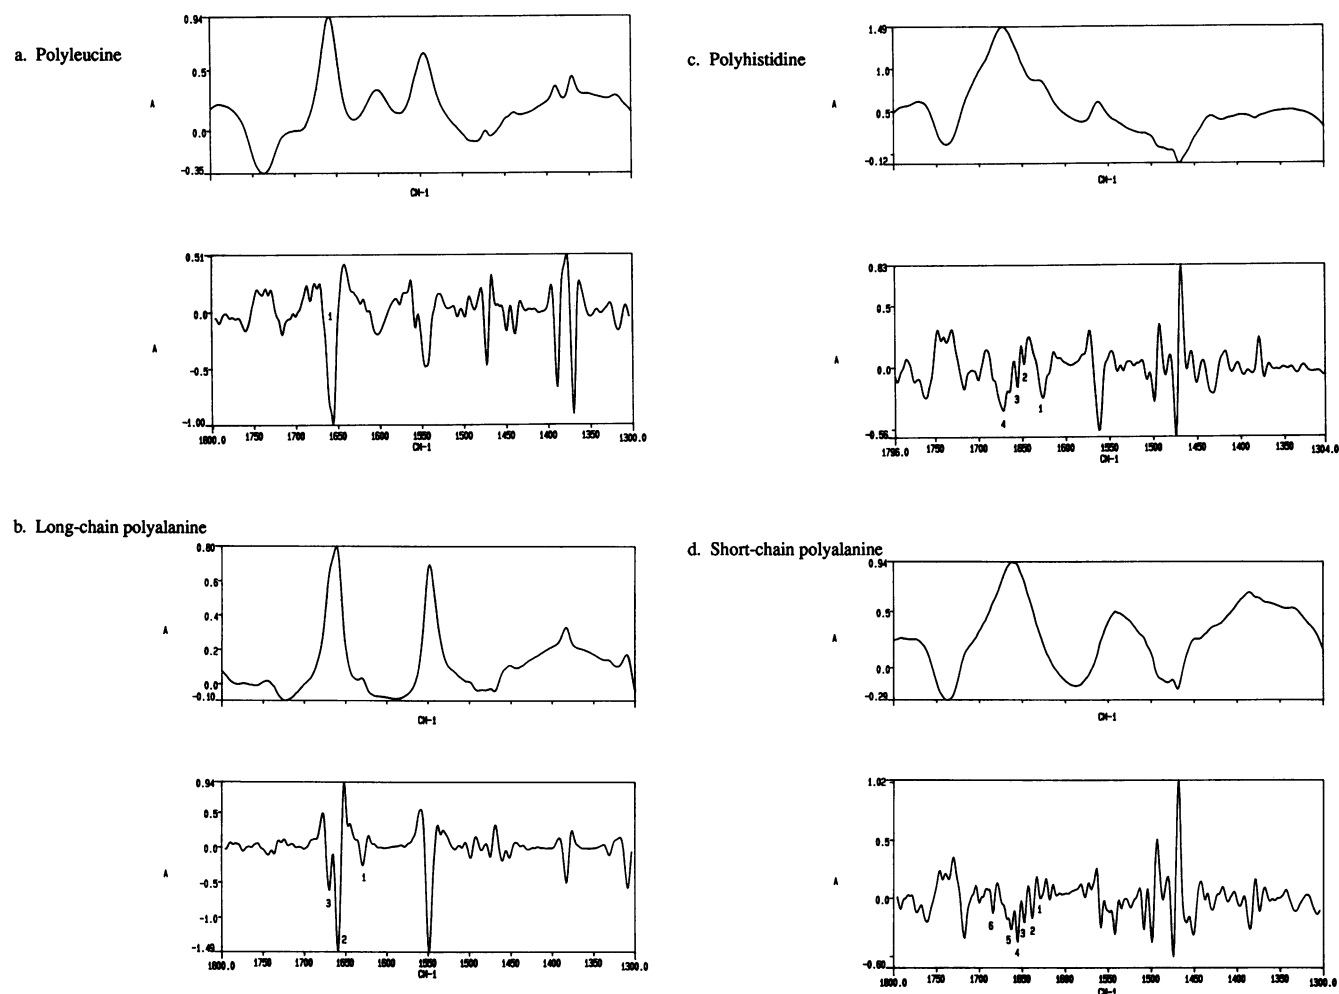 a. Polyleucine
0.94
0.5
A
0.0
-0.35
CM-1
0.51
1
0.0
A
-0.5
-1.00
1800.0 1750 1700 1650 1600 1550 1500 1450 1400 1350 1300.0
CM-1
b. Long-chain polyalanine
0.80
0.6
0.4
A
0.2
0.0
-0.10
CM-1
0.94
0.5
0.0
1
A
-0.5
3
-1.0
2
-1.49
1800.0 1750 1700 1650 1600 1550 1500 1450 1400 1350 1300.0
CM-1
c. Polyhistidine
1.49
1.0
A
0.5
-0.12
CM-1
0.83
0.5
A
0.0
2
3
1
4
-0.56
1796.0 1750 1700 1650 1600 1550 1500 1450 1400 1350 1304.0
CM-1
d. Short-chain polyalanine
0.94
0.5
A
0.0
-0.29
CM-1
1.02
0.5
A
0.0
1
6
3 2
5
4
-0.60
1800.0 1750 1700 1650 1600 1550 1500 1450 1400 1350 1300.0
CM-1